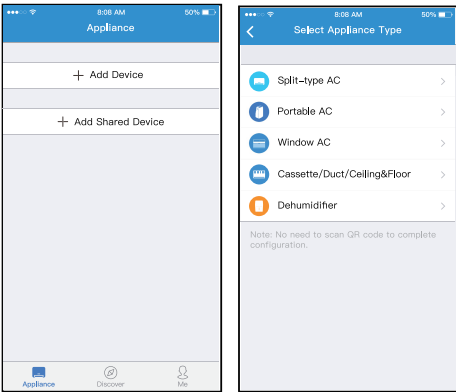 8:08 AM
50%
Appliance
+ Add Device
+ Add Shared Device
Appliance
Discover
Me
8:08 AM
50%
Select Appliance Type
Split-type AC
Portable AC
Window AC
Cassette/Duct/Ceiling&Floor
Dehumidifier
Note: No need to scan QR code to complete
configuration.